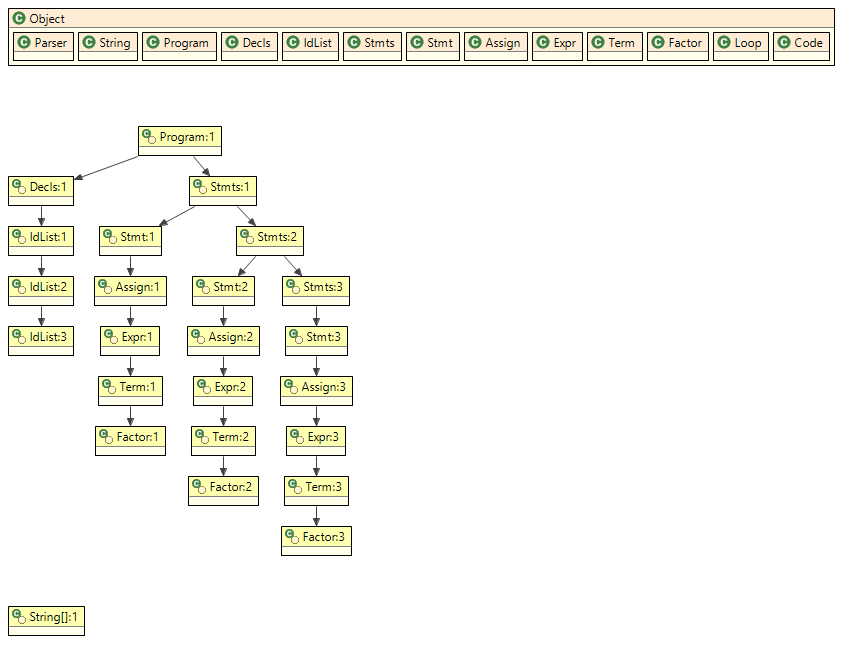 Object
Parser String Program Decls IdList Stmts Stmt Assign Expr Term Factor Loop Code
Program:1
Decls:1 Stmts:1
IdList:1 Stmt:1 Stmts:2
IdList:2 Assign:1 Stmt:2 Stmts:3
IdList:3 Expr:1 Assign:2 Stmt:3
Term:1 Expr:2 Assign:3
Factor:1 Term:2 Expr:3
Factor:2 Term:3
Factor:3
String[]:1